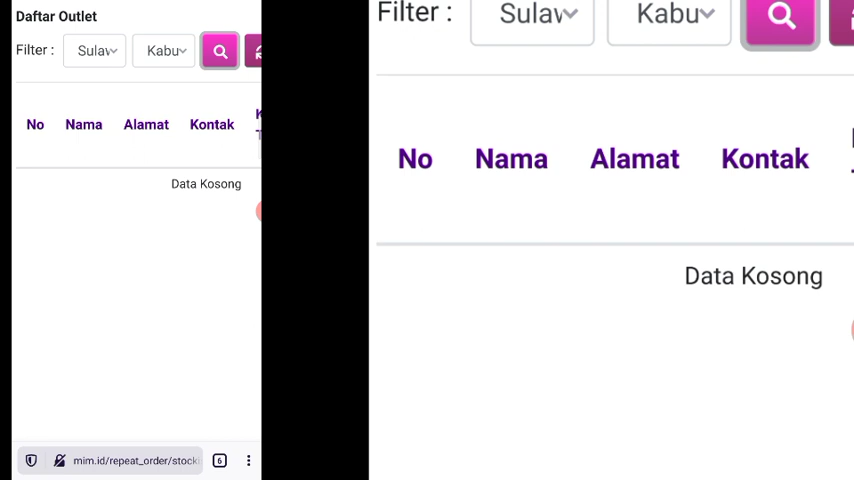 Daftar Outlet
Filter :
Sulav
Kabu
No Nama Alamat Kontak
Data Kosong
mim.id/repeat_order/stocki
6
Filter :
Sulav
Kabu
No Nama Alamat Kontak
Data Kosong